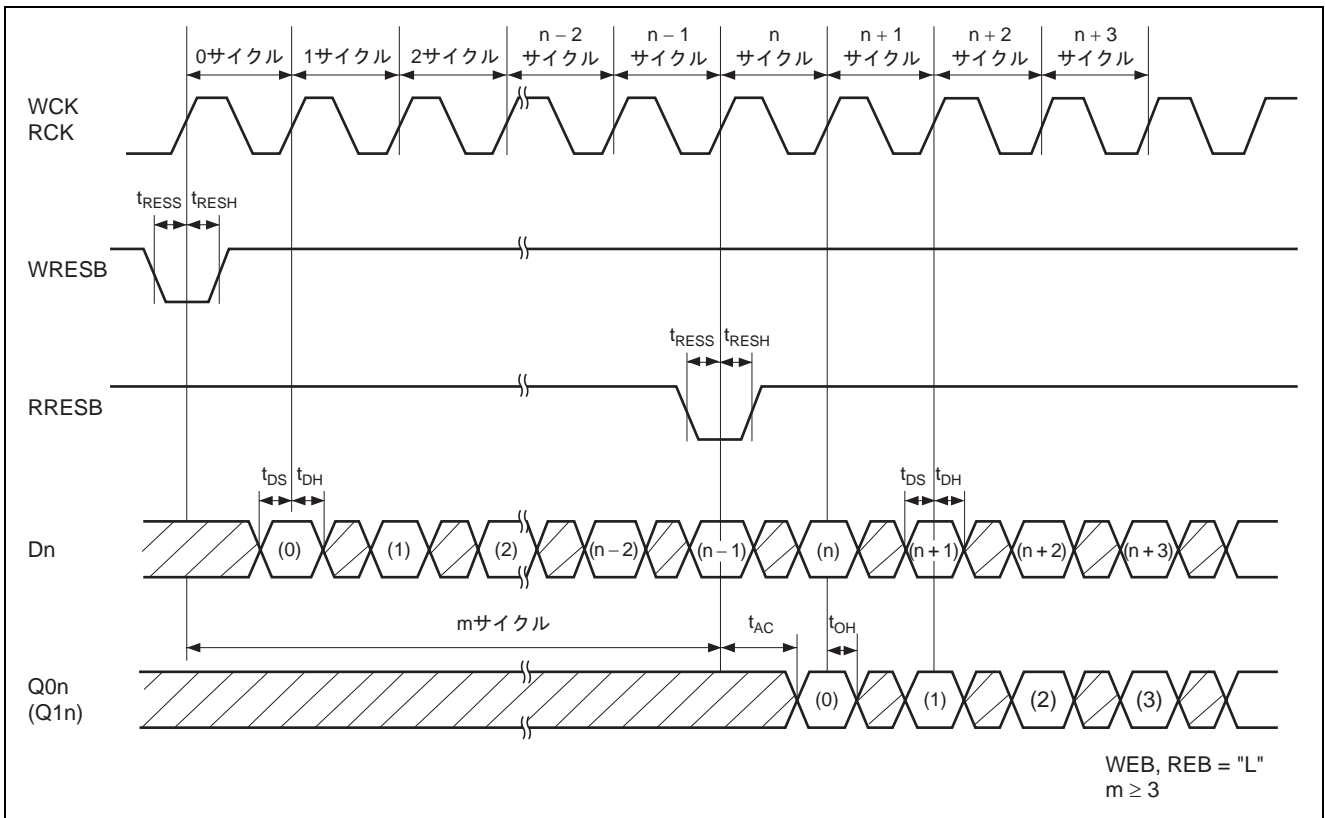 0サイクル 1サイクル 2サイクル n – 2 サイクル n – 1 サイクル n サイクル n + 1 サイクル n + 2 サイクル n + 3 サイクル
WCK
RCK
tRESS tRESH
WRESB
tRESS tRESH
RRESB
tDS tDH tDS tDH
Dn (0) (1) (2) (n – 2) (n – 1) (n) (n + 1) (n + 2) (n + 3)
mサイクル tAC tOH
Q0n
(Q1n) (0) (1) (2) (3)
WEB, REB = "L"
m ≥ 3